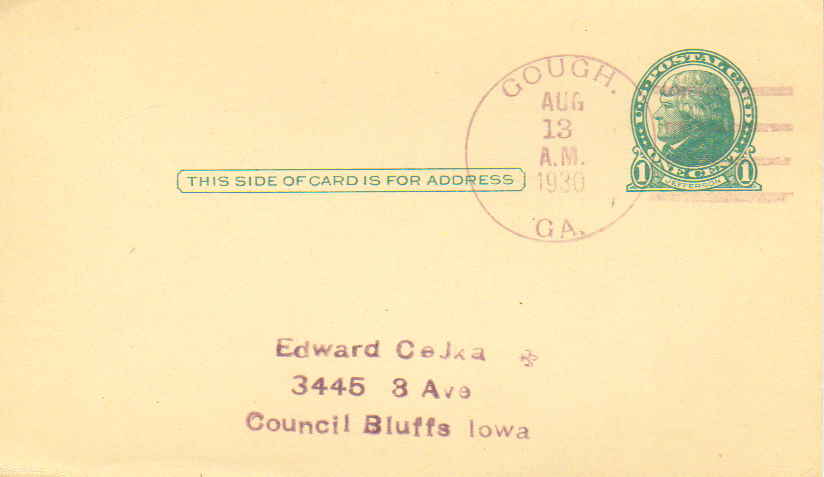 GOUGH.
AUG
13
A.M.
1930
GA.
U.S. POSTAL CARD
ONE CENT
1 1
JEFFERSON
THIS SIDE OF CARD IS FOR ADDRESS
Edward Cejka
3445 8 Ave
Council Bluffs Iowa